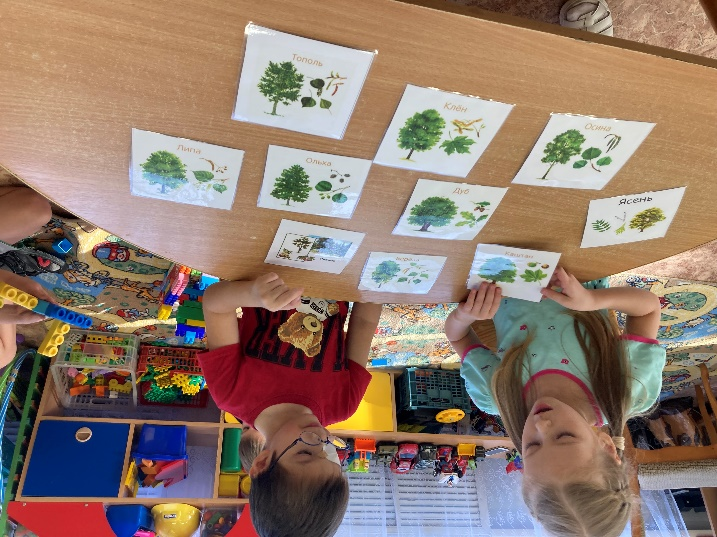 Тополь
Клён
Осина
Липа
Ольха
Дуб
Ясень
Каштан